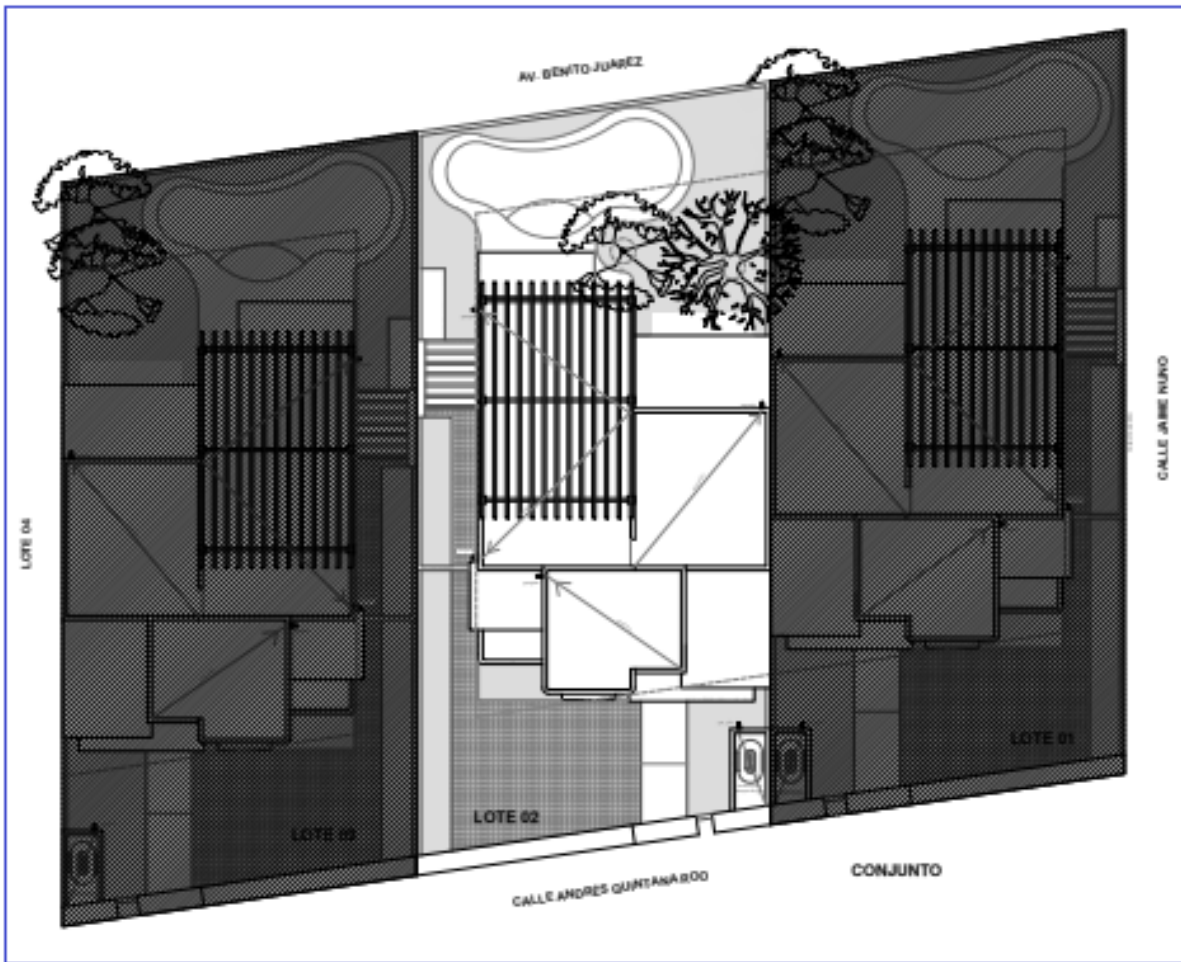 AV. BENITO JUAREZ
CALLE JAIME NUNO
LOTE 04
LOTE 01
LOTE 02
LOTE 03
CONJUNTO
CALLE ANDRES QUINTANA ROO